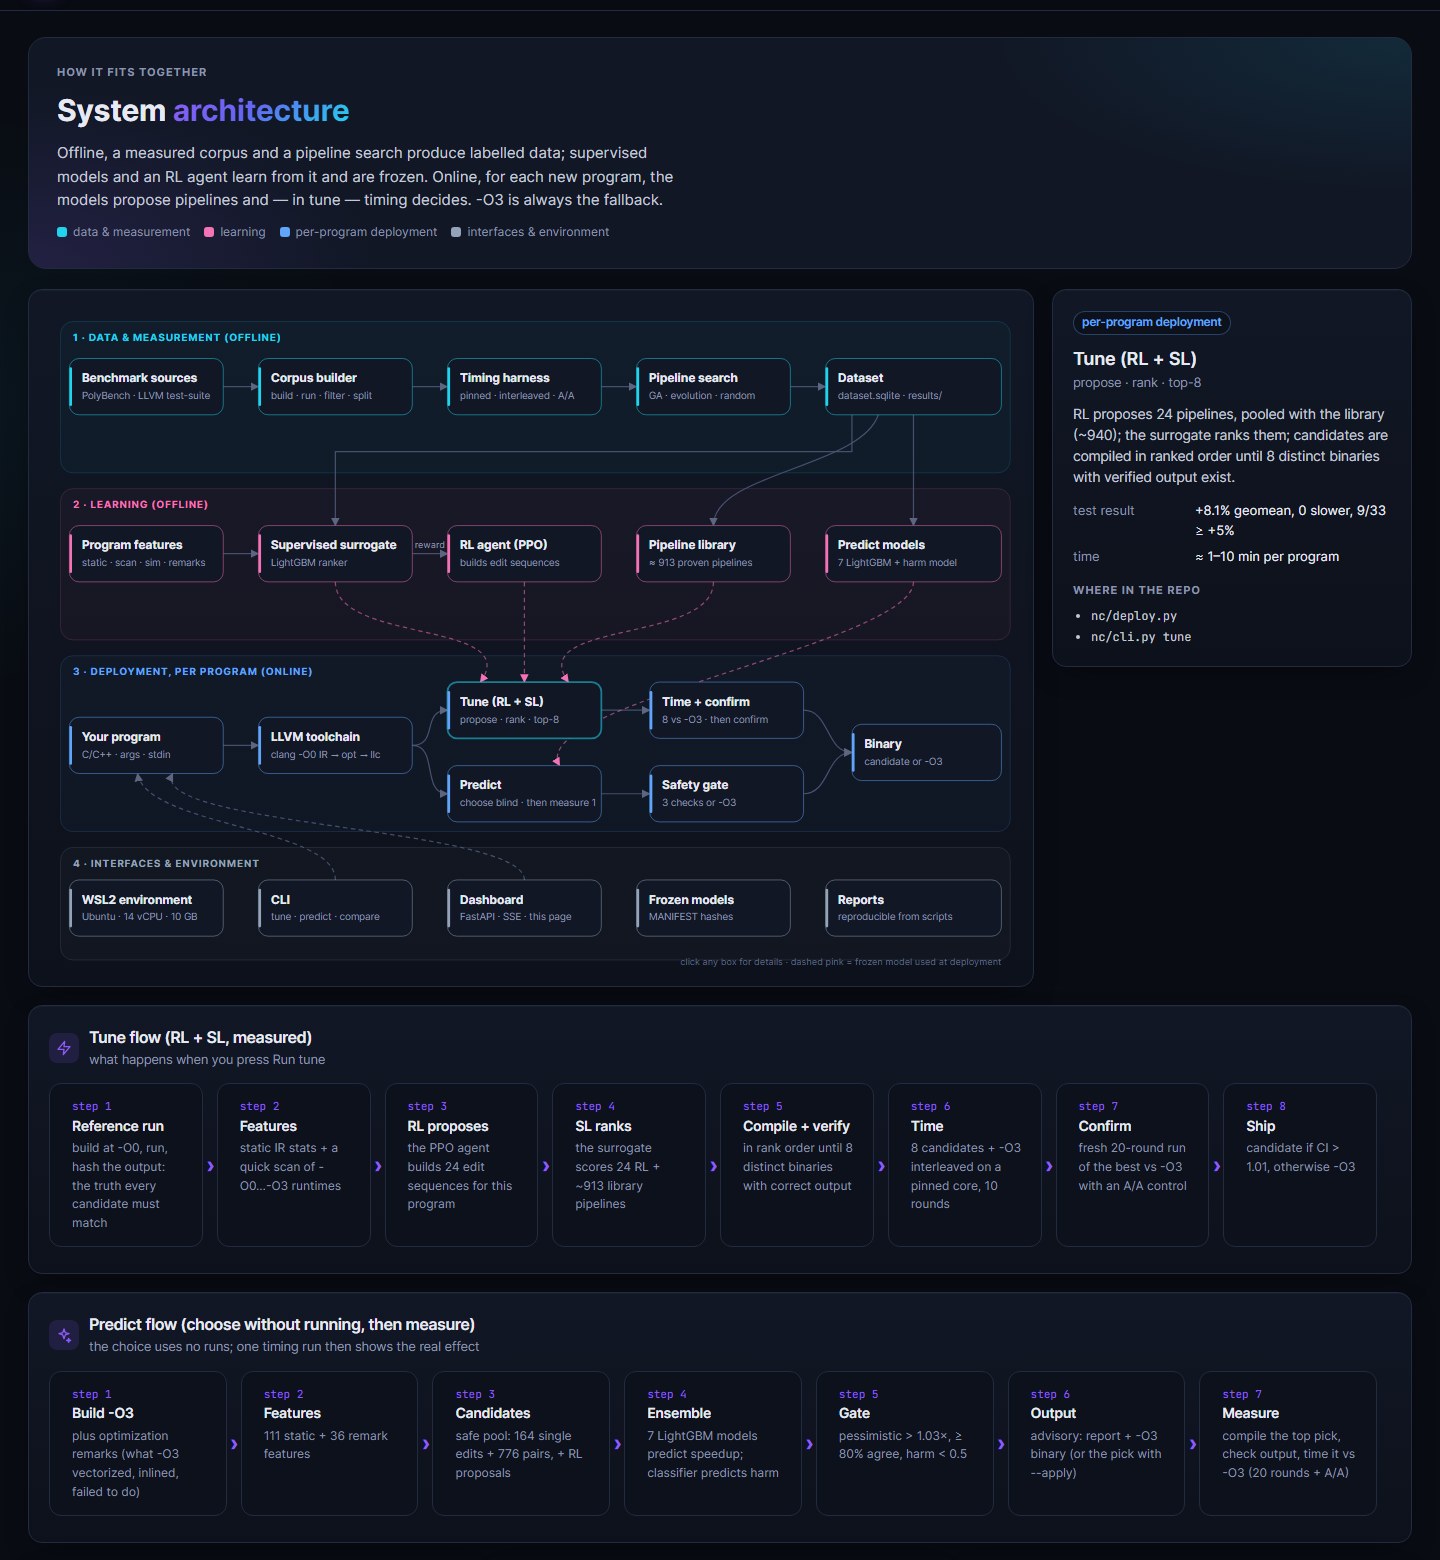 HOW IT FITS TOGETHER
System architecture
Offline, a measured corpus and a pipeline search produce labelled data; supervised
models and an RL agent learn from it and are frozen. Online, for each new program, the
models propose pipelines and — in tune — timing decides. -O3 is always the fallback.
data & measurement learning per-program deployment interfaces & environment
1 · DATA & MEASUREMENT (OFFLINE)
Benchmark sources
PolyBench · LLVM test-suite
Corpus builder
build · run · filter · split
Timing harness
pinned · interleaved · A/A
Pipeline search
GA · evolution · random
Dataset
dataset.sqlite · results/
2 · LEARNING (OFFLINE)
Program features
static · scan · sim · remarks
Supervised surrogate
LightGBM ranker
reward
RL agent (PPO)
builds edit sequences
Pipeline library
≈ 913 proven pipelines
Predict models
7 LightGBM + harm model
3 · DEPLOYMENT, PER PROGRAM (ONLINE)
Your program
C/C++ · args · stdin
LLVM toolchain
clang -O0 IR → opt → llc
Tune (RL + SL)
propose · rank · top-8
Time + confirm
8 vs -O3 · then confirm
Predict
choose blind · then measure 1
Safety gate
3 checks or -O3
Binary
candidate or -O3
4 · INTERFACES & ENVIRONMENT
WSL2 environment
Ubuntu · 14 vCPU · 10 GB
CLI
tune · predict · compare
Dashboard
FastAPI · SSE · this page
Frozen models
MANIFEST hashes
Reports
reproducible from scripts
click any box for details · dashed pink = frozen model used at deployment
per-program deployment
Tune (RL + SL)
propose · rank · top-8
RL proposes 24 pipelines, pooled with the library
(~940); the surrogate ranks them; candidates are
compiled in ranked order until 8 distinct binaries
with verified output exist.
test result +8.1% geomean, 0 slower, 9/33
≥ +5%
time ≈ 1–10 min per program
WHERE IN THE REPO
• nc/deploy.py
• nc/cli.py tune
Tune flow (RL + SL, measured)
what happens when you press Run tune
step 1
Reference run
build at -O0, run,
hash the output:
the truth every
candidate must
match
›
step 2
Features
static IR stats + a
quick scan of -
O0…-O3 runtimes
›
step 3
RL proposes
the PPO agent
builds 24 edit
sequences for this
program
›
step 4
SL ranks
the surrogate
scores 24 RL +
~913 library
pipelines
›
step 5
Compile + verify
in rank order until 8
distinct binaries
with correct output
›
step 6
Time
8 candidates + -O3
interleaved on a
pinned core, 10
rounds
›
step 7
Confirm
fresh 20-round run
of the best vs -O3
with an A/A control
›
step 8
Ship
candidate if CI >
1.01, otherwise -O3
Predict flow (choose without running, then measure)
the choice uses no runs; one timing run then shows the real effect
step 1
Build -O3
plus optimization
remarks (what -O3
vectorized, inlined,
failed to do)
›
step 2
Features
111 static + 36 remark
features
›
step 3
Candidates
safe pool: 164 single
edits + 776 pairs, + RL
proposals
›
step 4
Ensemble
7 LightGBM models
predict speedup;
classifier predicts harm
›
step 5
Gate
pessimistic > 1.03×, ≥
80% agree, harm < 0.5
›
step 6
Output
advisory: report + -O3
binary (or the pick with
--apply)
›
step 7
Measure
compile the top pick,
check output, time it vs
-O3 (20 rounds + A/A)